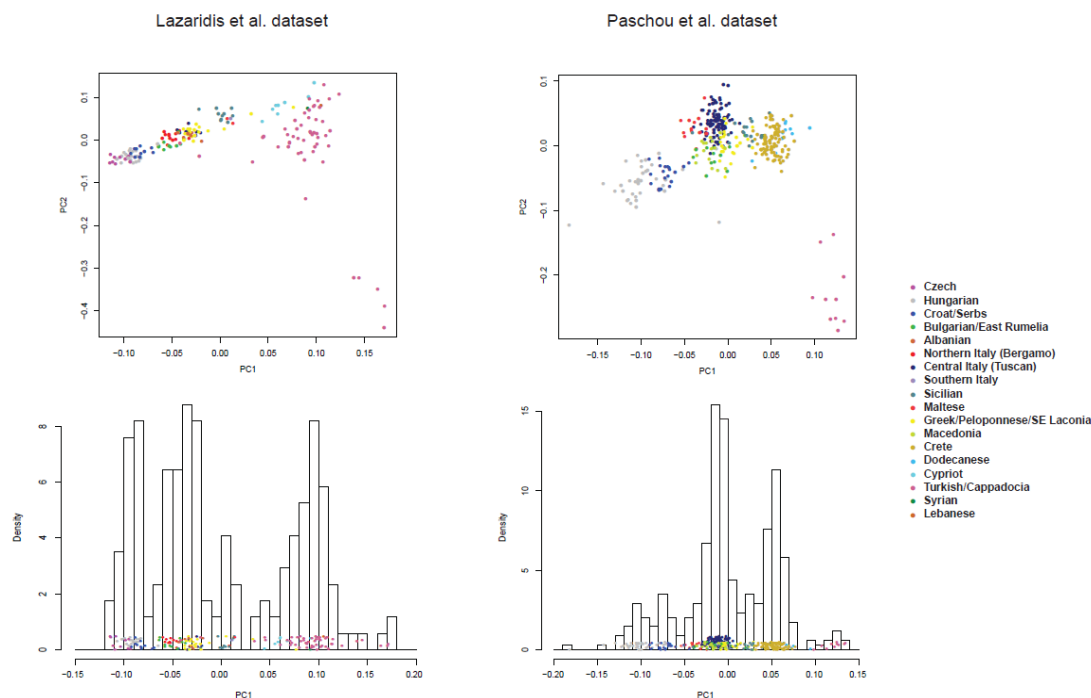 Lazaridis et al. dataset
Paschou et al. dataset
0.1
0.0
−0.1
−0.2
−0.3
−0.4
PC2
−0.10
−0.05
0.00
0.05
0.10
0.15
PC1
0.1
0.0
−0.1
−0.2
PC2
−0.15
−0.10
−0.05
0.00
0.05
0.10
PC1
Czech
Hungarian
Croat/Serbs
Bulgarian/East Rumelia
Albanian
Northern Italy (Bergamo)
Central Italy (Tuscan)
Southern Italy
Sicilian
Maltese
Greek/Peloponnese/SE Laconia
Macedonia
Crete
Dodecanese
Cypriot
Turkish/Cappadocia
Syrian
Lebanese
8
6
4
2
0
Density
−0.15
−0.10
−0.05
0.00
0.05
0.10
0.15
0.20
PC1
15
10
5
0
Density
−0.20
−0.15
−0.10
−0.05
0.00
0.05
0.10
0.15
PC1